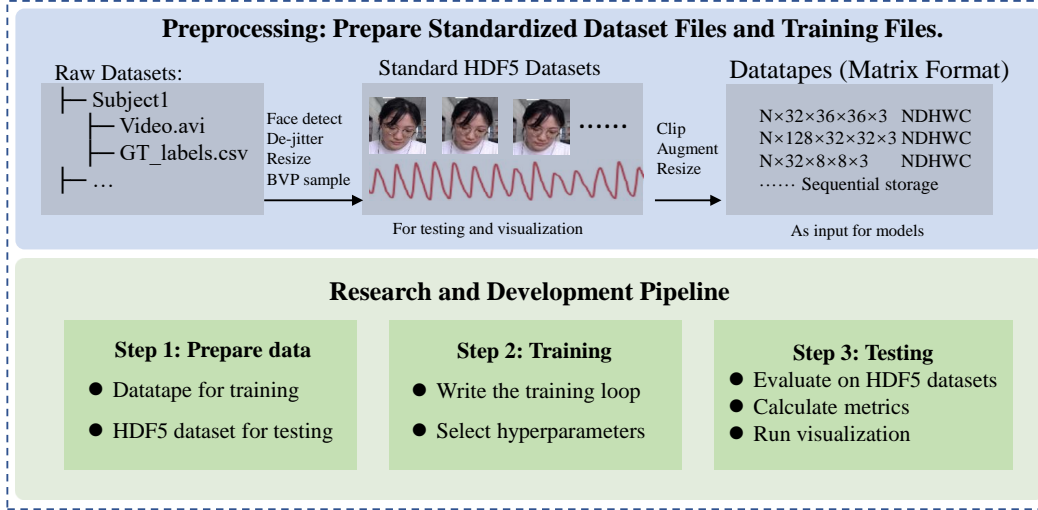 Preprocessing: Prepare Standardized Dataset Files and Training Files.
Raw Datasets:
Subject1
Video.avi
GT_labels.csv
…
Face detect
De-jitter
Resize
BVP sample
Standard HDF5 Datasets
……
For testing and visualization
Clip
Augment
Resize
Datatapes (Matrix Format)
N×32×36×36×3 NDHWC
N×128×32×32×3 NDHWC
N×32×8×8×3 NDHWC
…… Sequential storage
As input for models
Research and Development Pipeline
Step 1: Prepare data
● Datatape for training
● HDF5 dataset for testing
Step 2: Training
● Write the training loop
● Select hyperparameters
Step 3: Testing
● Evaluate on HDF5 datasets
● Calculate metrics
● Run visualization